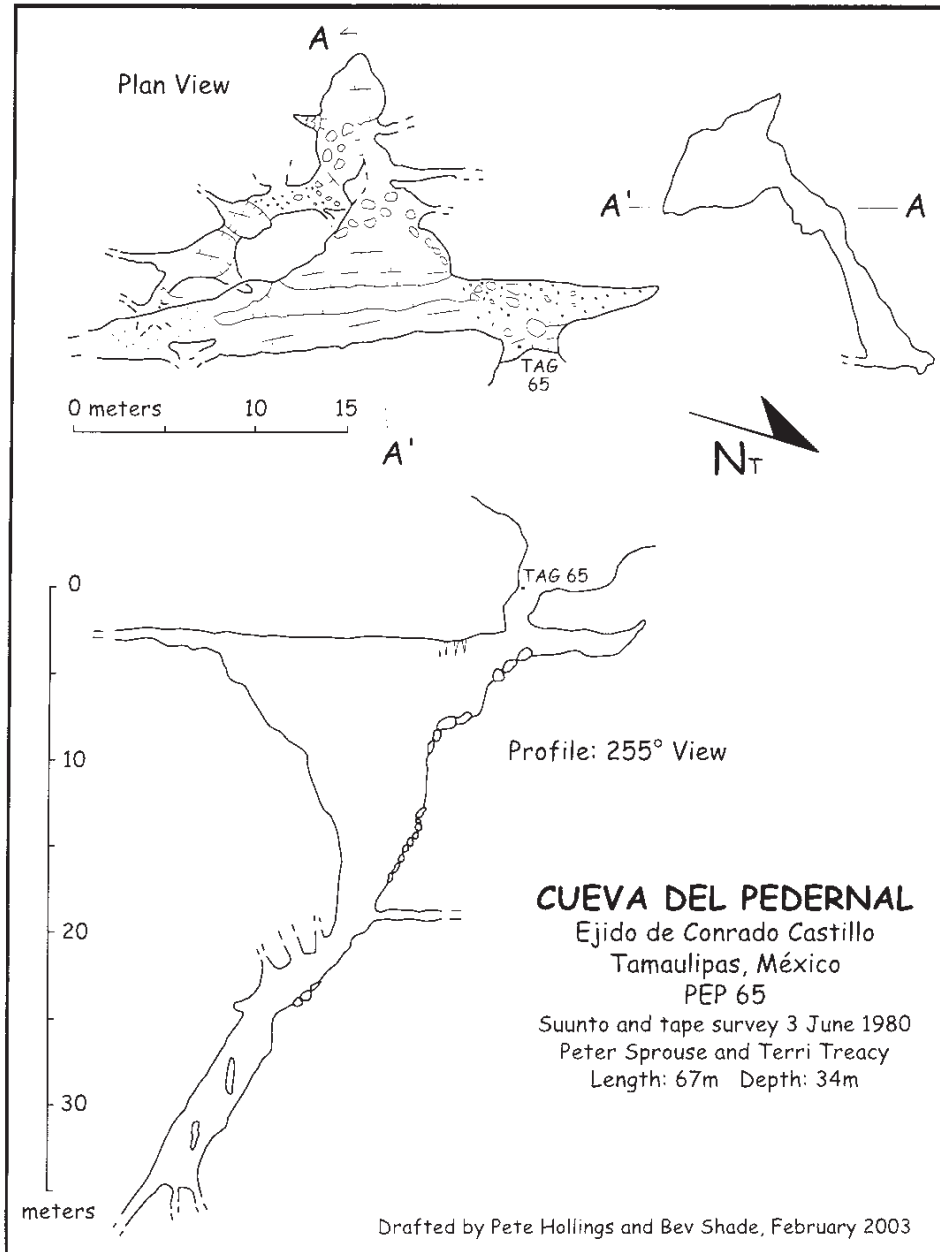 A
Plan View
A' A
TAG
65
0 meters 10 15
A'
NT
0
TAG 65
10
Profile: 255° View
20
30
meters
CUEVA DEL PEDERNAL
Ejido de Conrado Castillo
Tamaulipas, México
PEP 65
Suunto and tape survey 3 June 1980
Peter Sprouse and Terri Treacy
Length: 67m Depth: 34m
Drafted by Pete Hollings and Bev Shade, February 2003